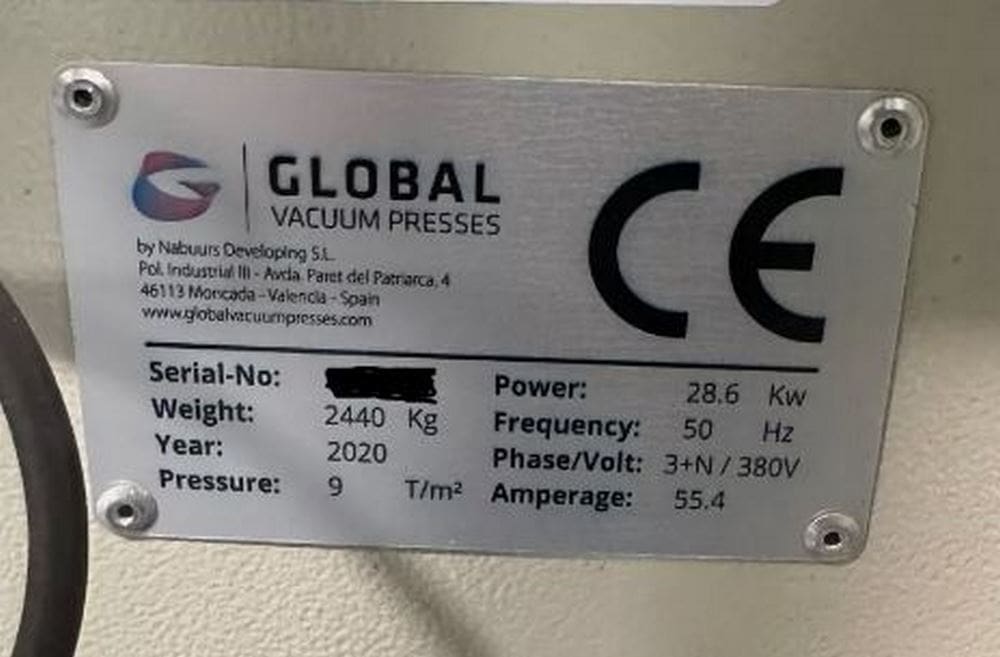 GLOBAL
VACUUM PRESSES
by Nabuurs Developing S.L.
Pol. Industrial III - Avda. Paret del Patriarca, 4
46113 Moncada - Valencia - Spain
www.globalvacuumpresses.com
CE
Serial-No:
Weight: 2440 Kg
Year: 2020
Pressure: 9 T/m²
Power: 28.6 Kw
Frequency: 50 Hz
Phase/Volt: 3+N / 380V
Amperage: 55.4